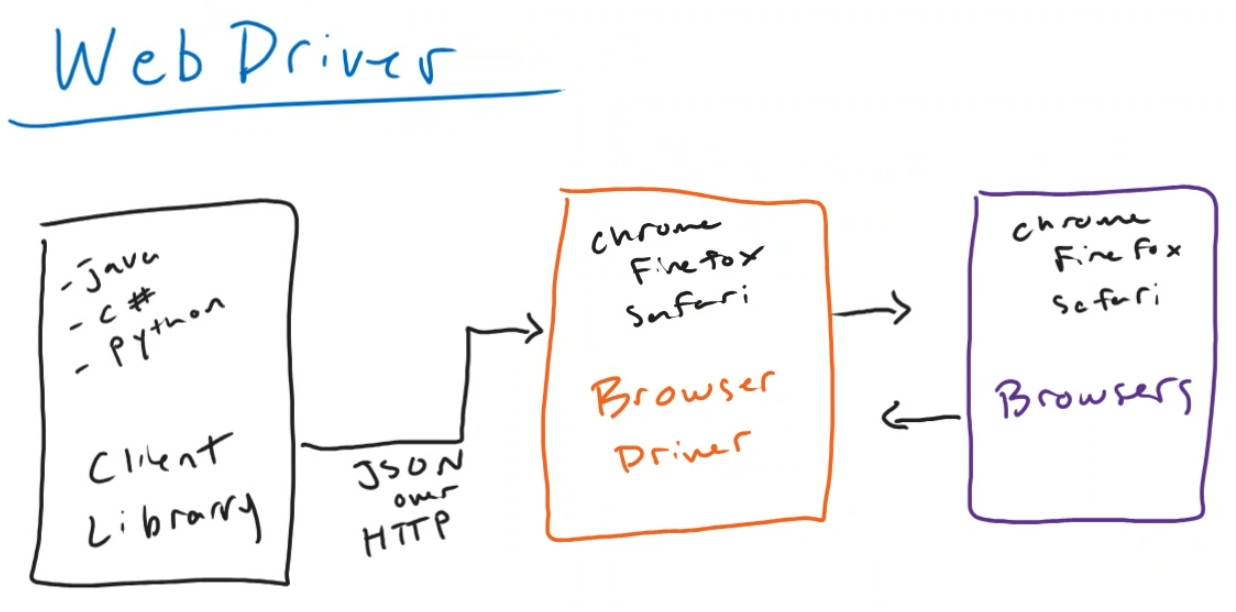 WebDriver
- Java
- C#
- Python
Client
Library
JSON
over
HTTP
chrome
Firefox
Safari
Browser
Driver
chrome
Firefox
Safari
Browsers